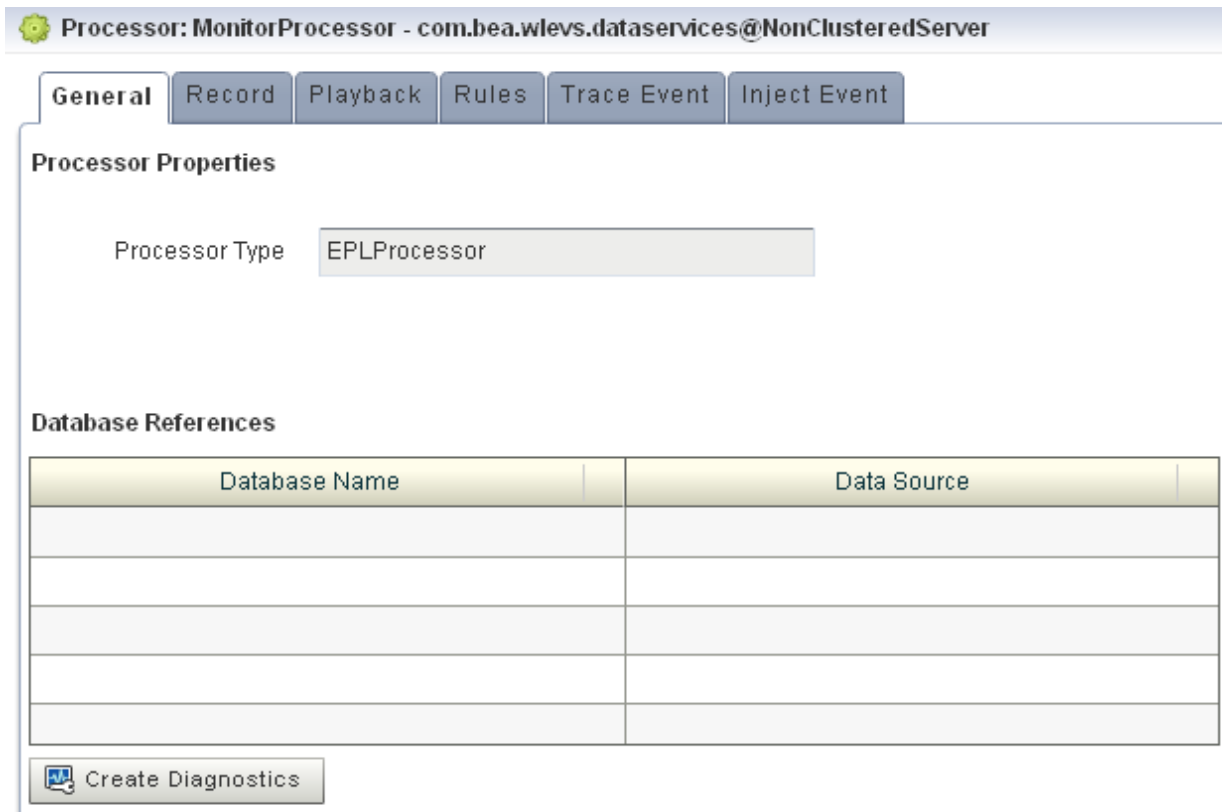 Processor: MonitorProcessor - com.bea.wlevs.dataservices@NonClusteredServer
General Record Playback Rules Trace Event Inject Event
Processor Properties
Processor Type EPLProcessor
Database References
Database Name Data Source
Create Diagnostics